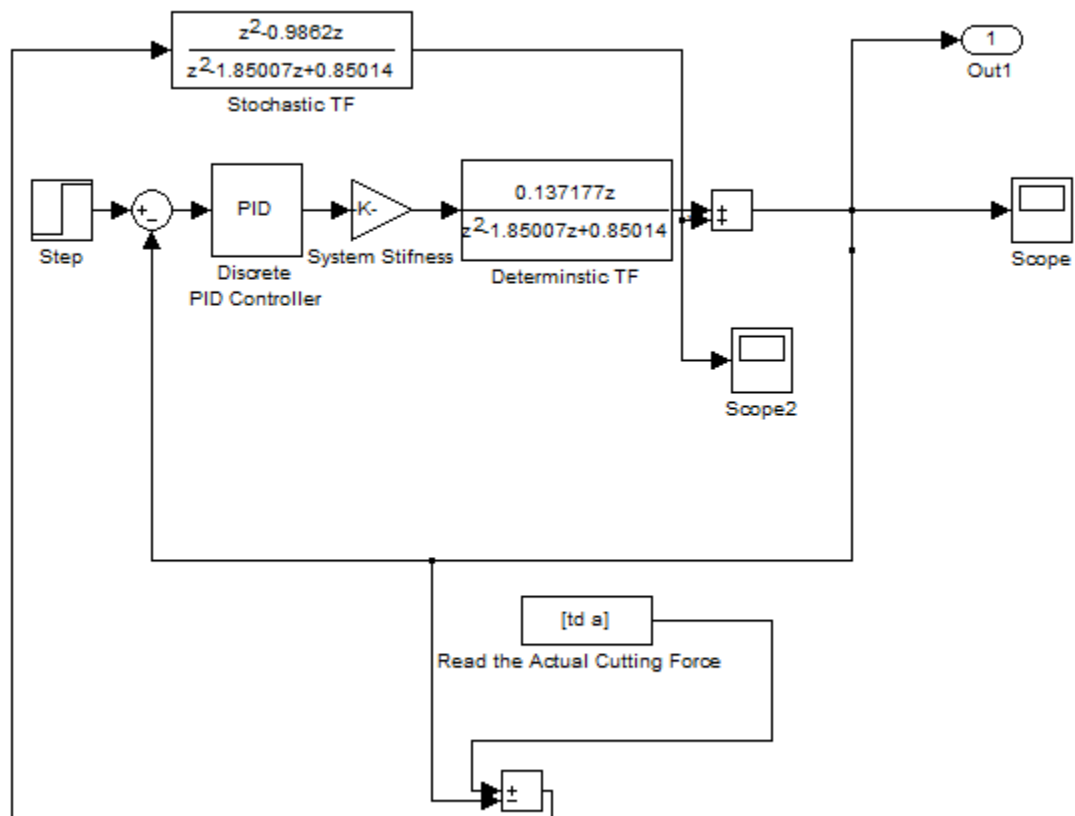 z2-0.9862z
z2-1.85007z+0.85014
Stochastic TF
1
Out1
Step
+
−
PID
Discrete
PID Controller
K-
System Stifness
0.137177z
z2-1.85007z+0.85014
Determinstic TF
+
+
Scope
Scope2
[td a]
Read the Actual Cutting Force
+
−